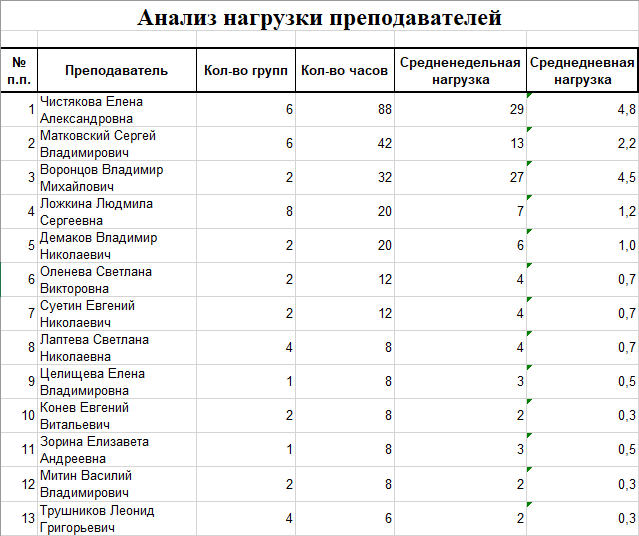 Анализ нагрузки преподавателей
№ п.п. Преподаватель Кол-во групп Кол-во часов Средненедельная нагрузка Среднедневная нагрузка
1 Чистякова Елена Александровна 6 88 29 4,8
2 Матковский Сергей Владимирович 6 42 13 2,2
3 Воронцов Владимир Михайлович 2 32 27 4,5
4 Ложкина Людмила Сергеевна 8 20 7 1,2
5 Демаков Владимир Николаевич 2 20 6 1,0
6 Оленева Светлана Викторовна 2 12 4 0,7
7 Суетин Евгений Николаевич 2 12 4 0,7
8 Лаптева Светлана Николаевна 4 8 4 0,7
9 Целищева Елена Владимировна 1 8 3 0,5
10 Конев Евгений Витальевич 2 8 2 0,3
11 Зорина Елизавета Андреевна 1 8 3 0,5
12 Митин Василий Владимирович 2 8 2 0,3
13 Трушников Леонид Григорьевич 4 6 2 0,3